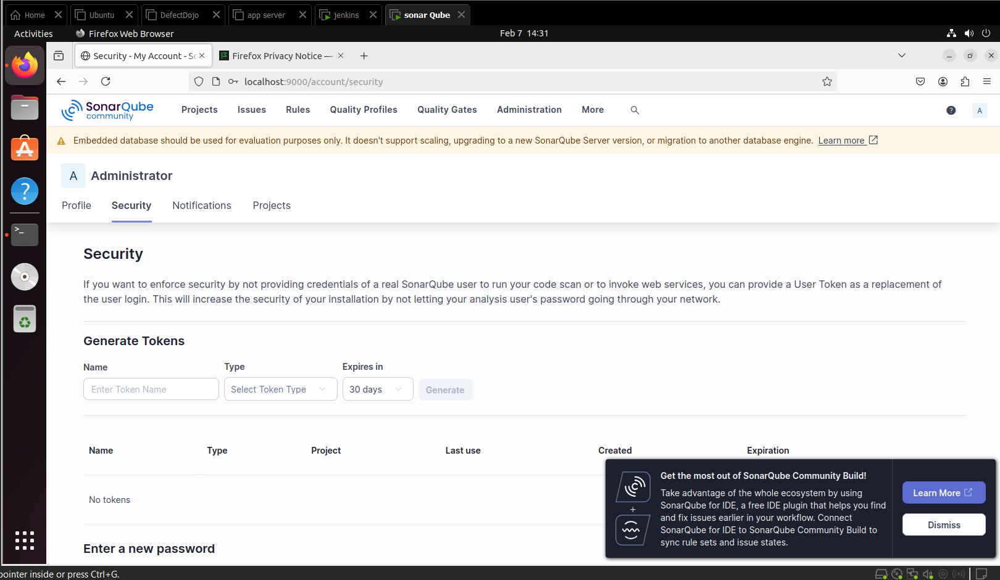 Home
Ubuntu
DefectDojo
app server
jenkins
sonar Qube
Activities
Firefox Web Browser
Feb 7 14:31
Security - My Account - So
Firefox Privacy Notice —
localhost:9000/account/security
SonarQube
community
Projects
Issues
Rules
Quality Profiles
Quality Gates
Administration
More
?
A
Embedded database should be used for evaluation purposes only. It doesn't support scaling, upgrading to a new SonarQube Server version, or migration to another database engine. Learn more
A
Administrator
Profile
Security
Notifications
Projects
Security
If you want to enforce security by not providing credentials of a real SonarQube user to run your code scan or to invoke web services, you can provide a User Token as a replacement of
the user login. This will increase the security of your installation by not letting your analysis user's password going through your network.
Generate Tokens
Name
Type
Expires in
Enter Token Name
Select Token Type
30 days
Generate
Name
Type
Project
Last use
Created
Expiration
No tokens
Get the most out of SonarQube Community Build!
Take advantage of the whole ecosystem by using
SonarQube for IDE, a free IDE plugin that helps you find
and fix issues earlier in your workflow. Connect
SonarQube for IDE to SonarQube Community Build to
sync rule sets and issue states.
Learn More
Dismiss
Enter a new password
pointer inside or press Ctrl+G.